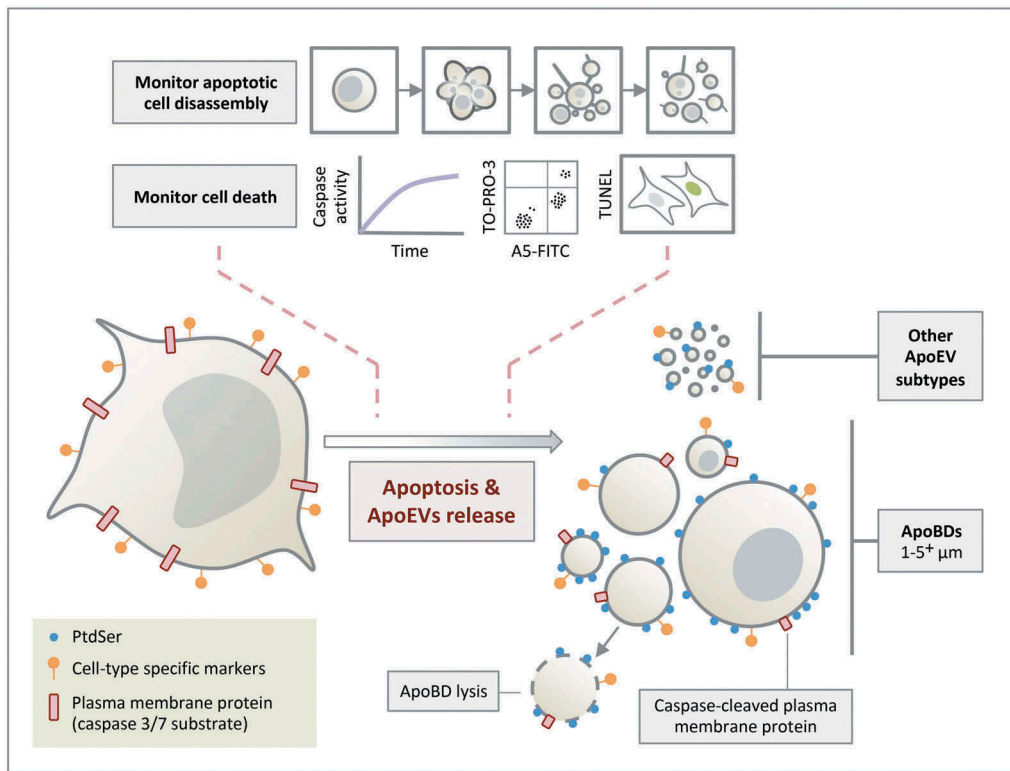 Monitor apoptotic
cell disassembly
Monitor cell death
Caspase
activity
Time
TO-PRO-3
A5-FITC
TUNEL
Other
ApoEV
subtypes
Apoptosis &
ApoEVs release
ApoBDs
1-5⁺ μm
PtdSer
Cell-type specific markers
Plasma membrane protein
(caspase 3/7 substrate)
ApoBD lysis
Caspase-cleaved plasma
membrane protein